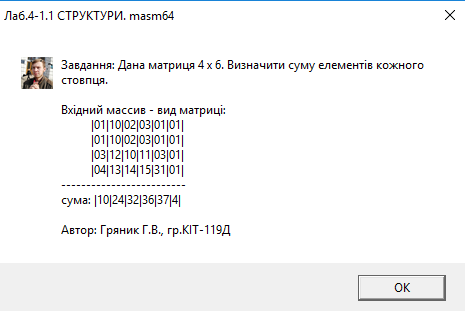 Лаб.4-1.1 СТРУКТУРИ. masm64
Завдання: Дана матриця 4 x 6. Визначити суму елементів кожного
стовпця.
Вхідний массив - вид матриці:
|01|10|02|03|01|01|
|01|10|02|03|01|01|
|03|12|10|11|03|01|
|04|13|14|15|31|01|
-------------------------
сума: |10|24|32|36|37|4|
Автор: Гряник Г.В., гр.КІТ-119Д
OK